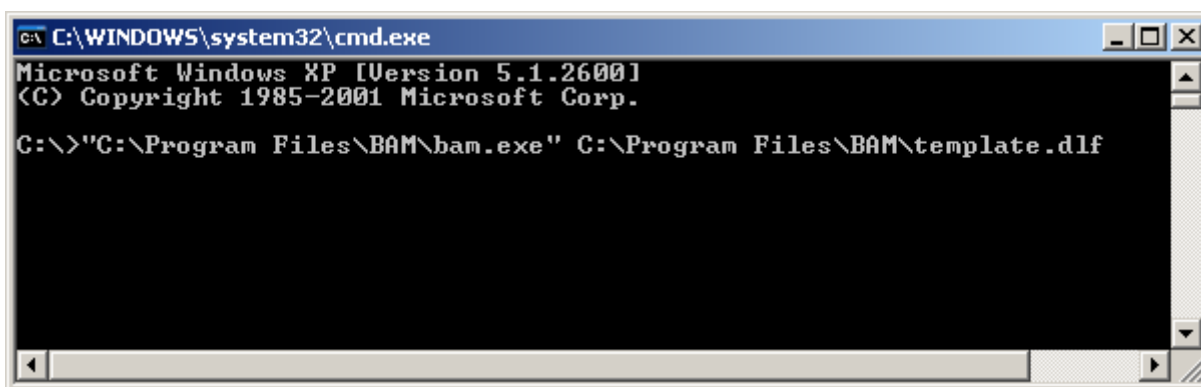 C:\WINDOWS\system32\cmd.exe
Microsoft Windows XP [Version 5.1.2600]
(C) Copyright 1985-2001 Microsoft Corp.
C:\>"C:\Program Files\BAM\bam.exe" C:\Program Files\BAM\template.dlf